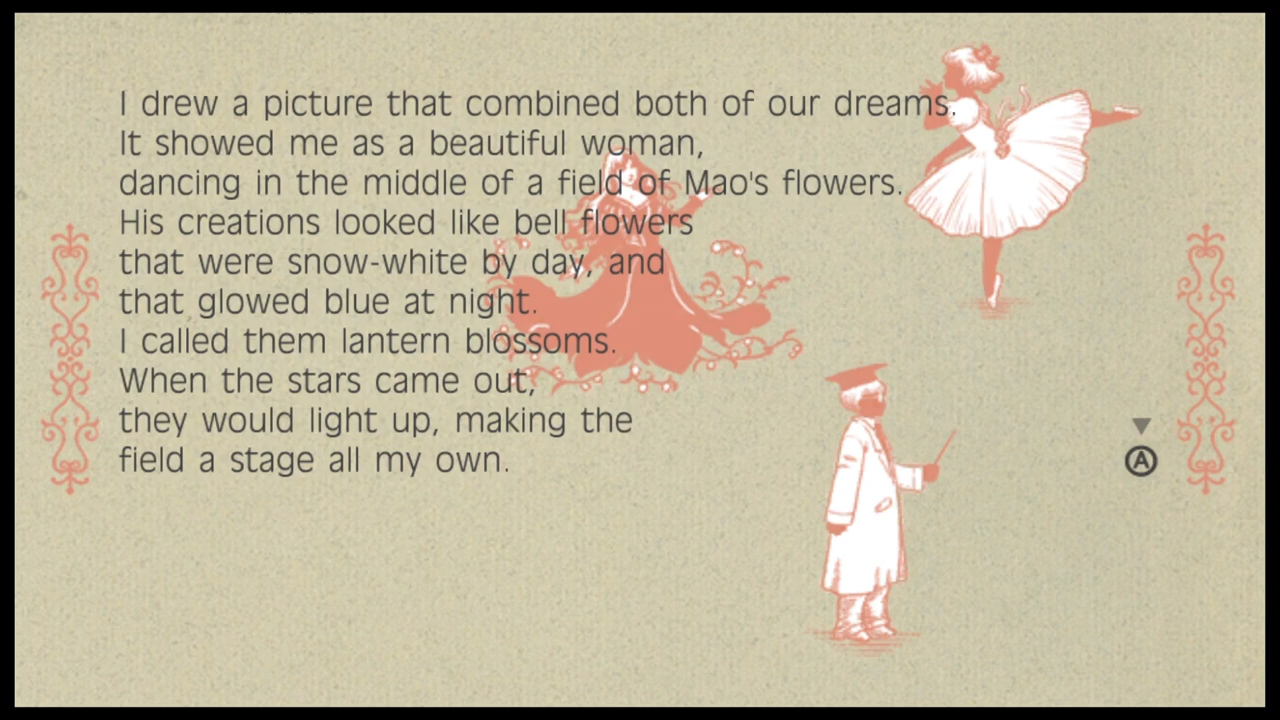 I drew a picture that combined both of our dreams.
It showed me as a beautiful woman,
dancing in the middle of a field of Mao's flowers.
His creations looked like bell flowers
that were snow-white by day, and
that glowed blue at night.
I called them lantern blossoms.
When the stars came out,
they would light up, making the
field a stage all my own.
A